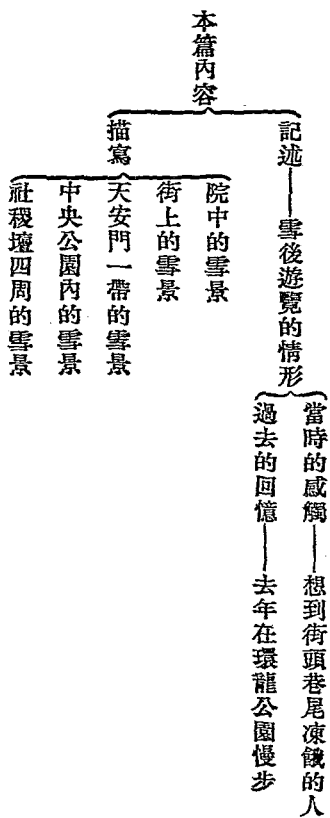 本篇內容
記述——雪後遊覽的情形
當時的感觸——想到街頭巷尾凍餓的人
過去的回憶——去年在環龍公園慢步
描寫
院中的雪景
街上的雪景
天安門一帶的雪景
中央公園內的雪景
社稷壇四周的雪景